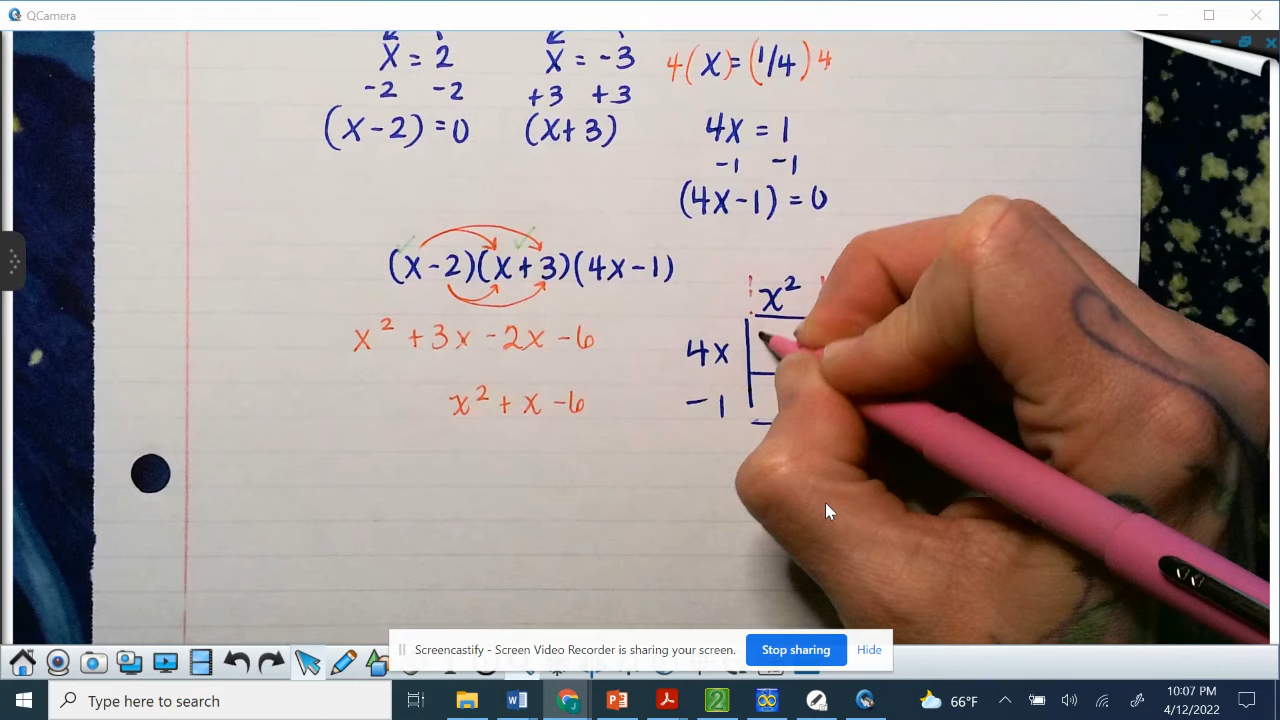 QCamera
X = 2 X = -3 4(X) = (1/4)4
-2 -2 +3 +3
(X-2) = 0 (X+3) 4X = 1
-1 -1
(4X-1) = 0
(X-2)(X+3)(4X-1)
x²
x² + 3x - 2x - 6 4x
x² + x - 6 -1
Screencastify - Screen Video Recorder is sharing your screen. Stop sharing Hide
Type here to search
66°F
10:07 PM
4/12/2022